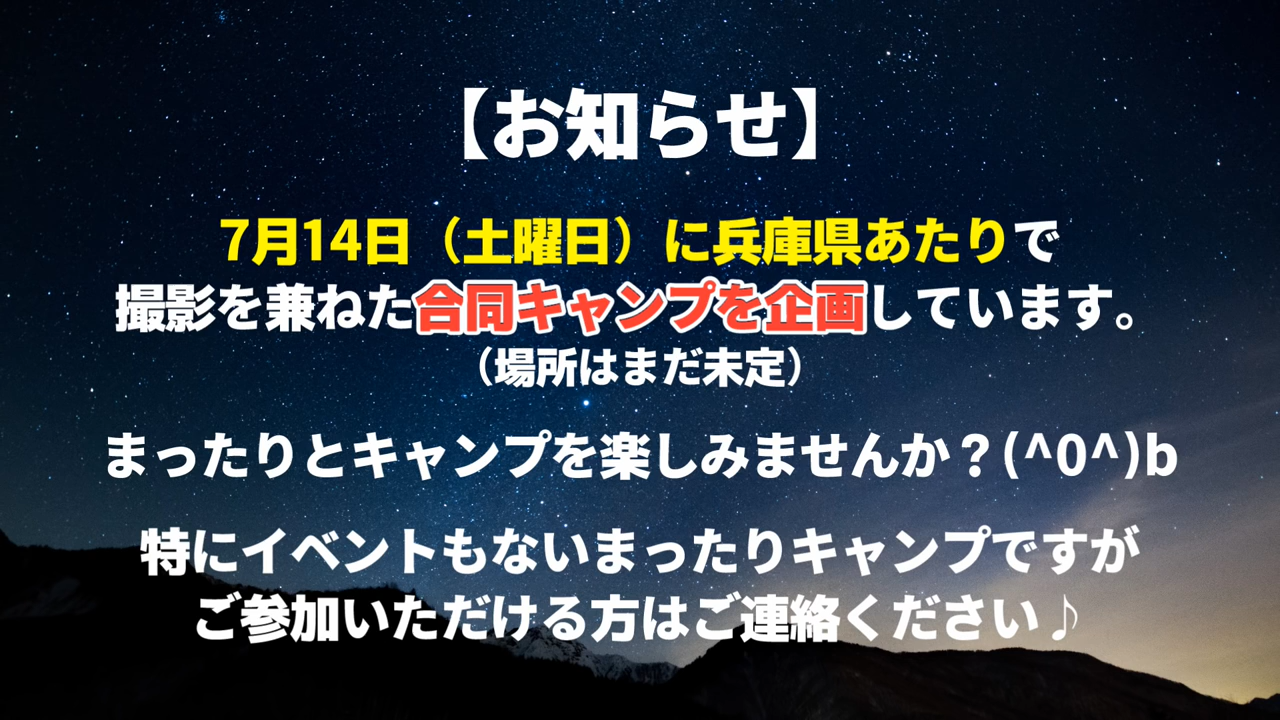 【お知らせ】
7月14日（土曜日）に兵庫県あたりで
撮影を兼ねた合同キャンプを企画しています。
（場所はまだ未定）
まったりとキャンプを楽しみませんか？(^0^)b
特にイベントもないまったりキャンプですが
ご参加いただける方はご連絡ください♪